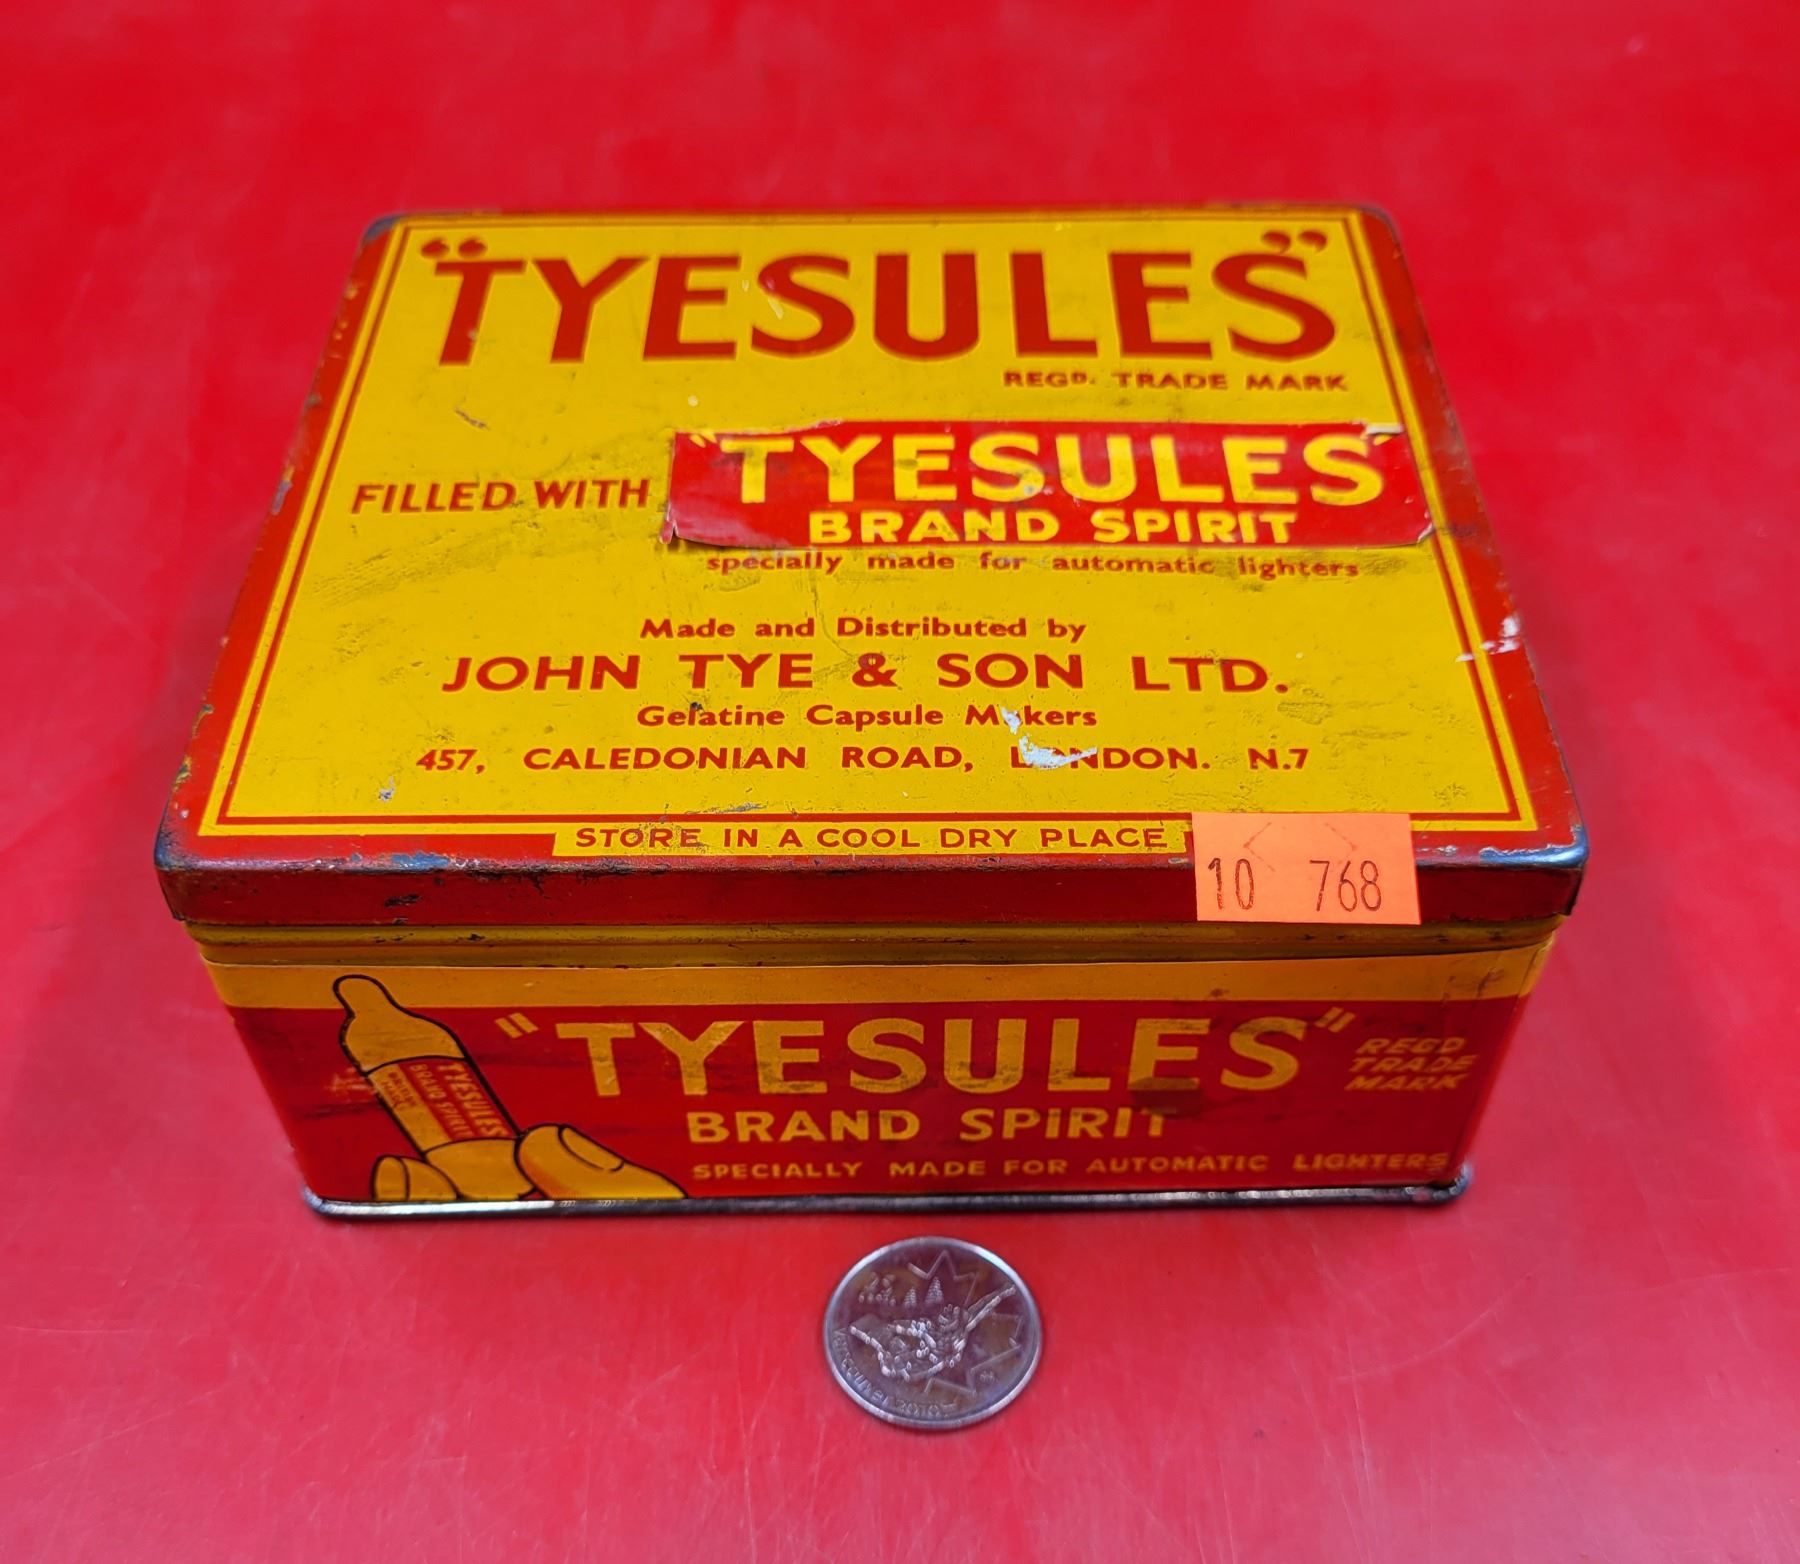 "TYESULES"
REGD. TRADE MARK
FILLED WITH "TYESULES"
BRAND SPIRIT
specially made for automatic lighters
Made and Distributed by
JOHN TYE & SON LTD.
Gelatine Capsule Makers
457, CALEDONIAN ROAD, LONDON. N.7
STORE IN A COOL DRY PLACE
10 768
"TYESULES" REGD TRADE MARK
BRAND SPIRIT
SPECIALLY MADE FOR AUTOMATIC LIGHTERS
TYESULES
BRAND SPIRIT
Vancouver 2010